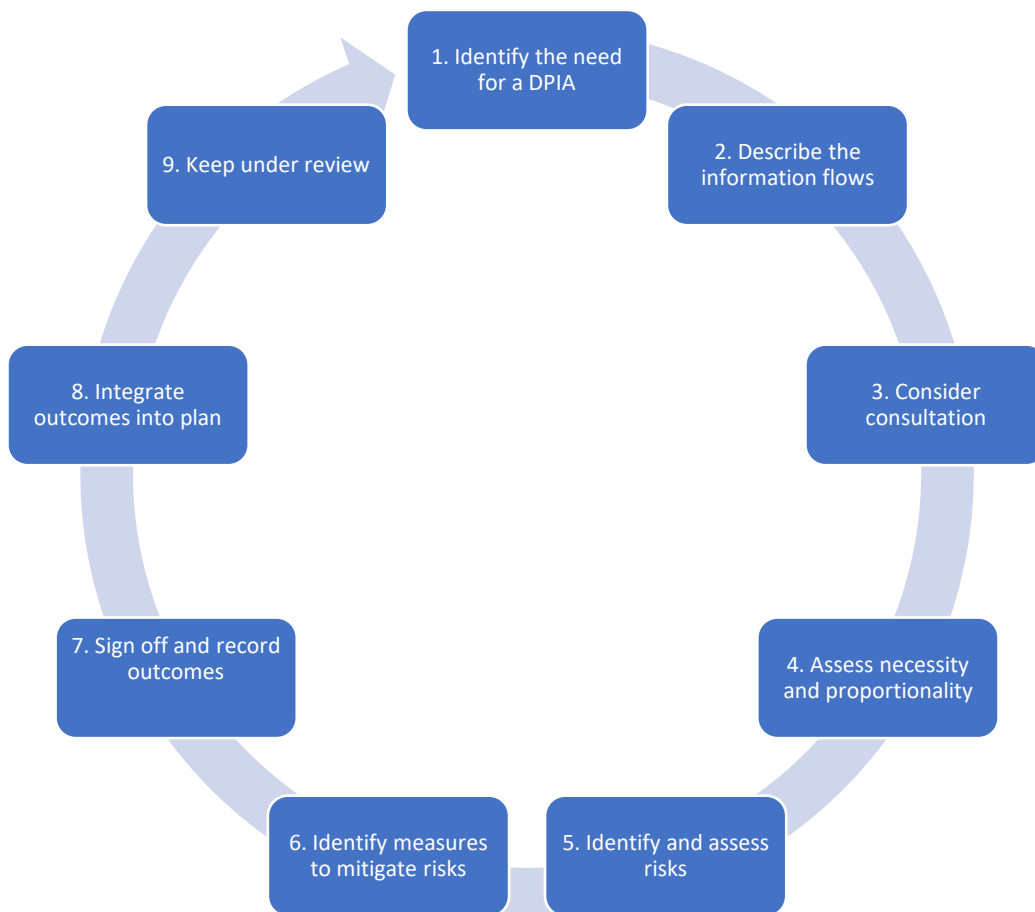 1. Identify the need
for a DPIA
2. Describe the
information flows
3. Consider
consultation
4. Assess necessity
and proportionality
5. Identify and assess
risks
6. Identify measures
to mitigate risks
7. Sign off and record
outcomes
8. Integrate
outcomes into plan
9. Keep under review